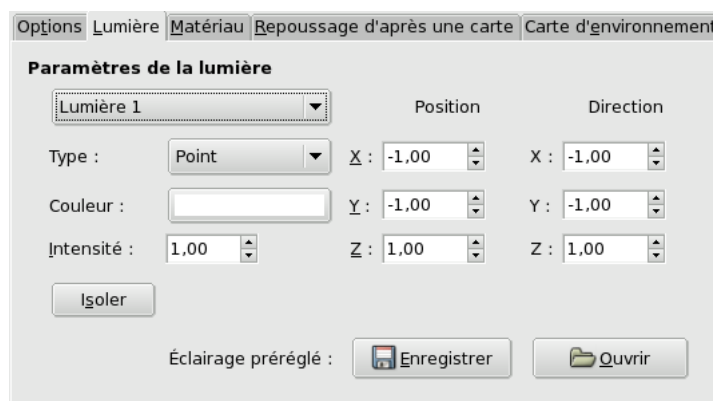 Options Lumière Matériau Repoussage d'après une carte Carte d'environnement
Paramètres de la lumière
Lumière 1 Position Direction
Type : Point X : -1,00 X : -1,00
Couleur : Y : -1,00 Y : -1,00
Intensité : 1,00 Z : 1,00 Z : 1,00
Isoler
Éclairage préréglé : Enregistrer Ouvrir